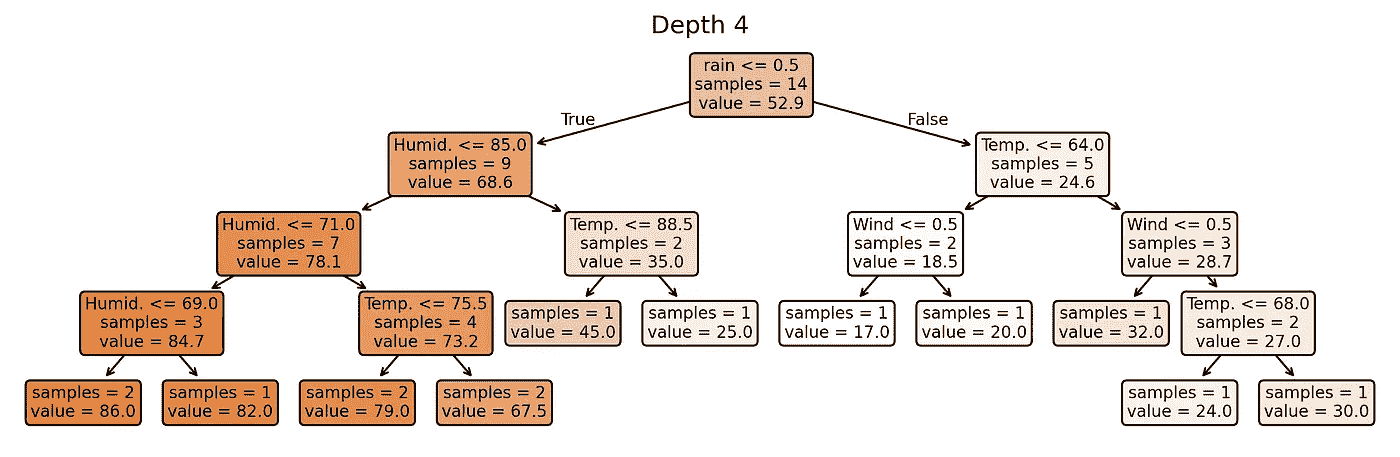 Depth 4
rain <= 0.5
samples = 14
value = 52.9
True
False
Humid. <= 85.0
samples = 9
value = 68.6
Temp. <= 64.0
samples = 5
value = 24.6
Humid. <= 71.0
samples = 7
value = 78.1
Temp. <= 88.5
samples = 2
value = 35.0
Wind <= 0.5
samples = 2
value = 18.5
Wind <= 0.5
samples = 3
value = 28.7
Humid. <= 69.0
samples = 3
value = 84.7
Temp. <= 75.5
samples = 4
value = 73.2
samples = 1
value = 45.0
samples = 1
value = 25.0
samples = 1
value = 17.0
samples = 1
value = 20.0
samples = 1
value = 32.0
Temp. <= 68.0
samples = 2
value = 27.0
samples = 2
value = 86.0
samples = 1
value = 82.0
samples = 2
value = 79.0
samples = 2
value = 67.5
samples = 1
value = 24.0
samples = 1
value = 30.0